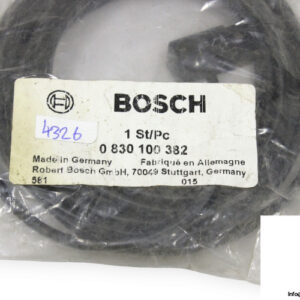 BOSCH
4326
1 St/Pc
0 830 100 382
Made in Germany Fabriqué en Allemagne
Robert Bosch GmbH, 70049 Stuttgart, Germany
581 015